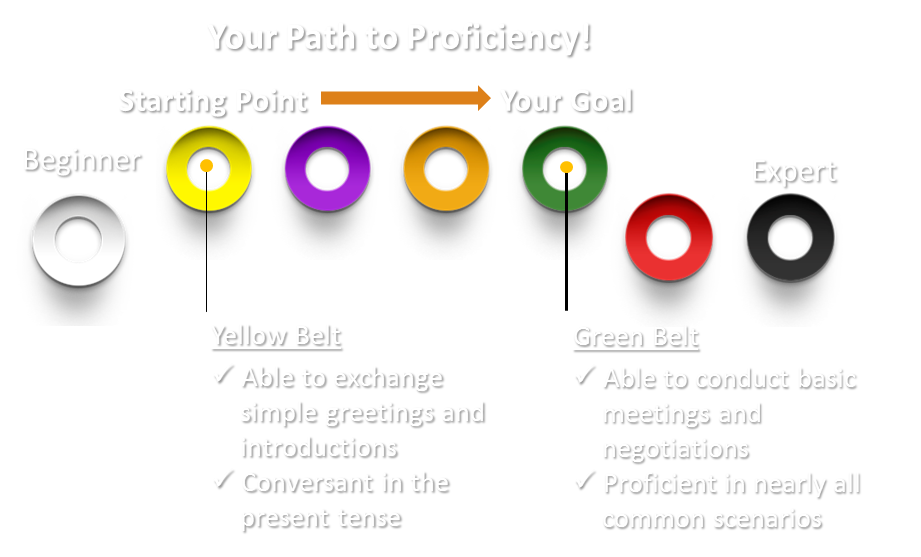 Your Path to Proficiency!
Starting Point
Your Goal
Beginner
Expert
Yellow Belt
✓ Able to exchange
simple greetings and
introductions
✓ Conversant in the
present tense
Green Belt
✓ Able to conduct basic
meetings and
negotiations
✓ Proficient in nearly all
common scenarios